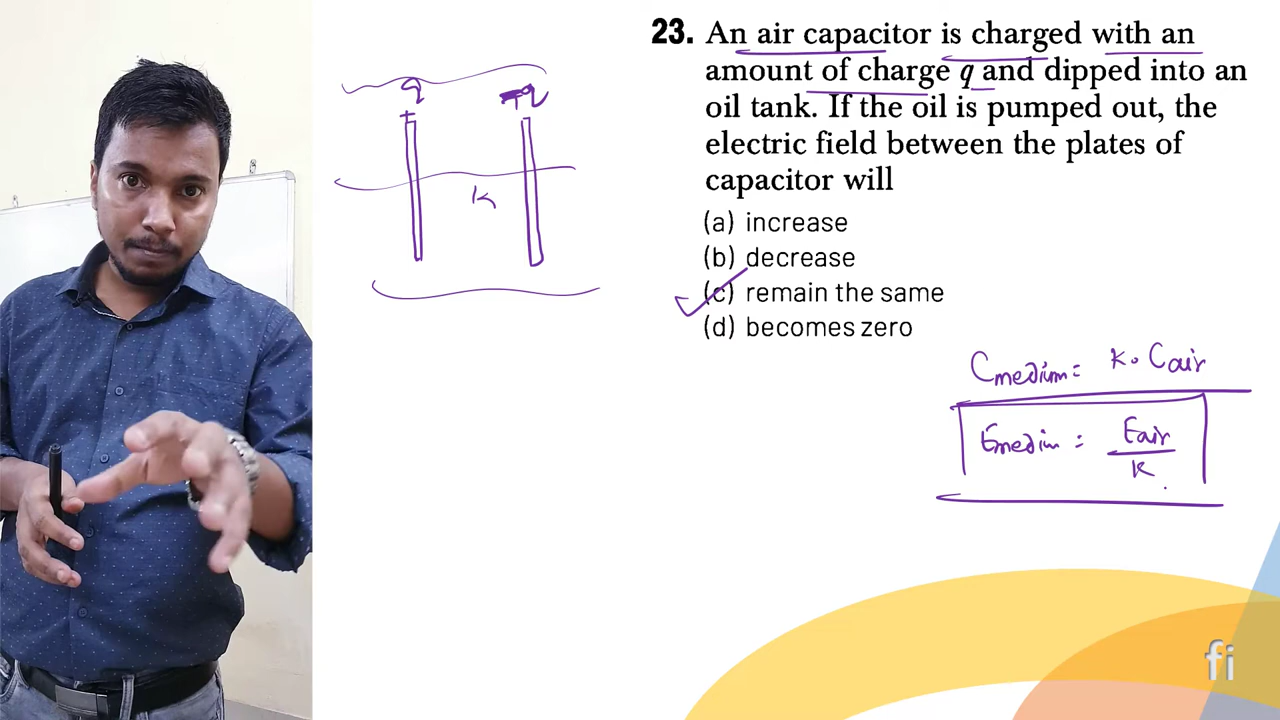 23. An air capacitor is charged with an
amount of charge q and dipped into an
oil tank. If the oil is pumped out, the
electric field between the plates of
capacitor will
(a) increase
(b) decrease
(c) remain the same
(d) becomes zero
q
+
q
K
Cmedium = K. Cair
Emedim = Eair
K
fi